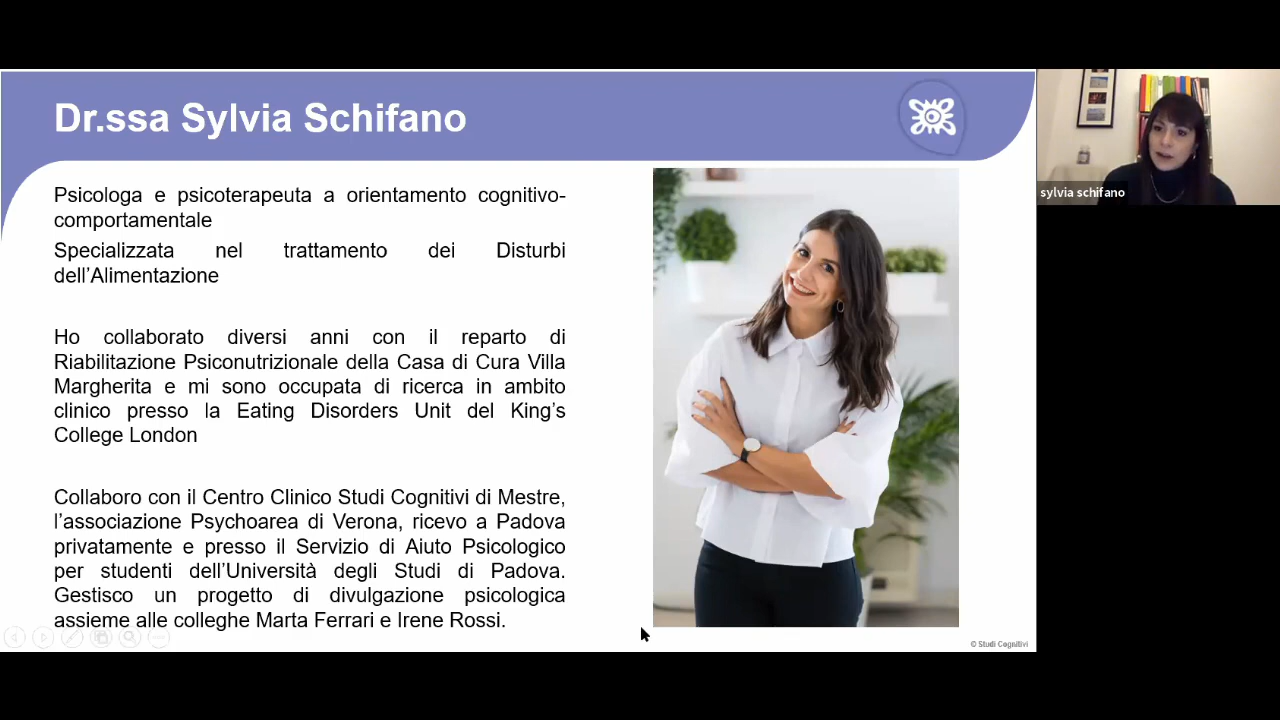 Dr.ssa Sylvia Schifano
Psicologa e psicoterapeuta a orientamento cognitivo-
comportamentale
Specializzata nel trattamento dei Disturbi
dell’Alimentazione
Ho collaborato diversi anni con il reparto di
Riabilitazione Psiconutrizionale della Casa di Cura Villa
Margherita e mi sono occupata di ricerca in ambito
clinico presso la Eating Disorders Unit del King’s
College London
Collaboro con il Centro Clinico Studi Cognitivi di Mestre,
l’associazione Psychoarea di Verona, ricevo a Padova
privatamente e presso il Servizio di Aiuto Psicologico
per studenti dell’Università degli Studi di Padova.
Gestisco un progetto di divulgazione psicologica
assieme alle colleghe Marta Ferrari e Irene Rossi.
© Studi Cognitivi
sylvia schifano